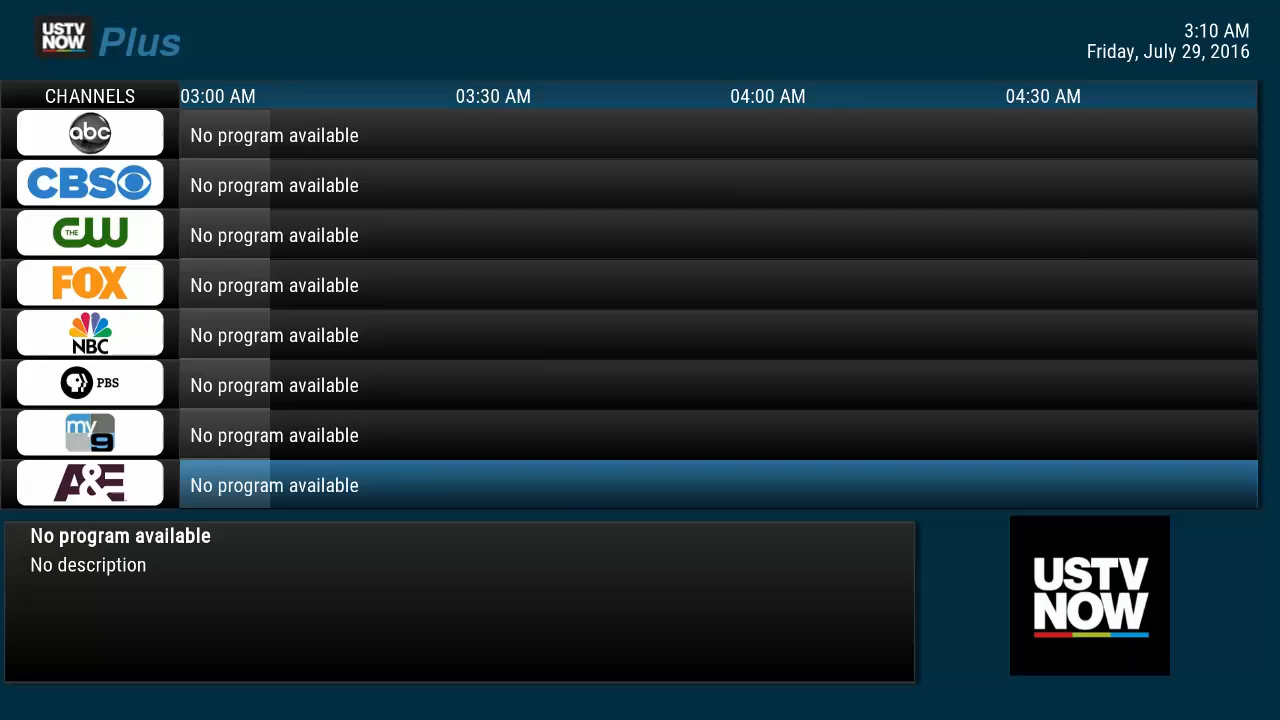 USTV
NOW Plus
3:10 AM
Friday, July 29, 2016
CHANNELS 03:00 AM 03:30 AM 04:00 AM 04:30 AM
abc No program available
CBS No program available
THE CW No program available
FOX No program available
NBC No program available
PBS No program available
my 9 No program available
A&E No program available
No program available
No description
USTV
NOW